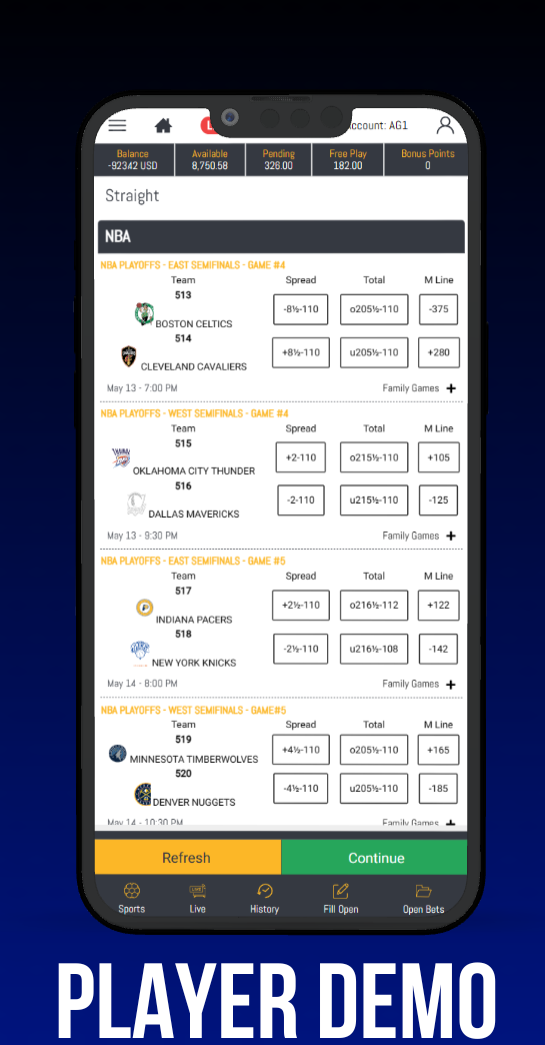 L
ccount: AG1
Balance Available Pending Free Play Bonus Points
-92342 USD 8,750.58 326.00 182.00 0
Straight
NBA
NBA PLAYOFFS - EAST SEMIFINALS - GAME #4
Team Spread Total M Line
513
BOSTON CELTICS -8½-110 o205½-110 -375
514
CLEVELAND CAVALIERS +8½-110 u205½-110 +280
May 13 - 7:00 PM Family Games +
NBA PLAYOFFS - WEST SEMIFINALS - GAME #4
Team Spread Total M Line
515
OKLAHOMA CITY THUNDER +2-110 o215½-110 +105
516
DALLAS MAVERICKS -2-110 u215½-110 -125
May 13 - 9:30 PM Family Games +
NBA PLAYOFFS - EAST SEMIFINALS - GAME #5
Team Spread Total M Line
517
INDIANA PACERS +2½-110 o216½-112 +122
518
NEW YORK KNICKS -2½-110 u216½-108 -142
May 14 - 8:00 PM Family Games +
NBA PLAYOFFS - WEST SEMIFINALS - GAME#5
Team Spread Total M Line
519
MINNESOTA TIMBERWOLVES +4½-110 o205½-110 +165
520
DENVER NUGGETS -4½-110 u205½-110 -185
May 14 - 10:30 PM Family Games +
Refresh Continue
Sports Live History Fill Open Open Bets
PLAYER DEMO